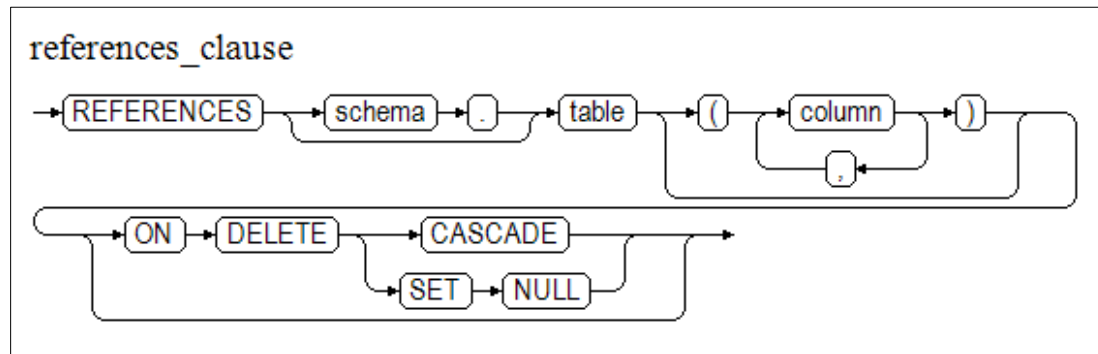 references_clause
REFERENCES schema . table ( column )
,
ON DELETE CASCADE
SET NULL